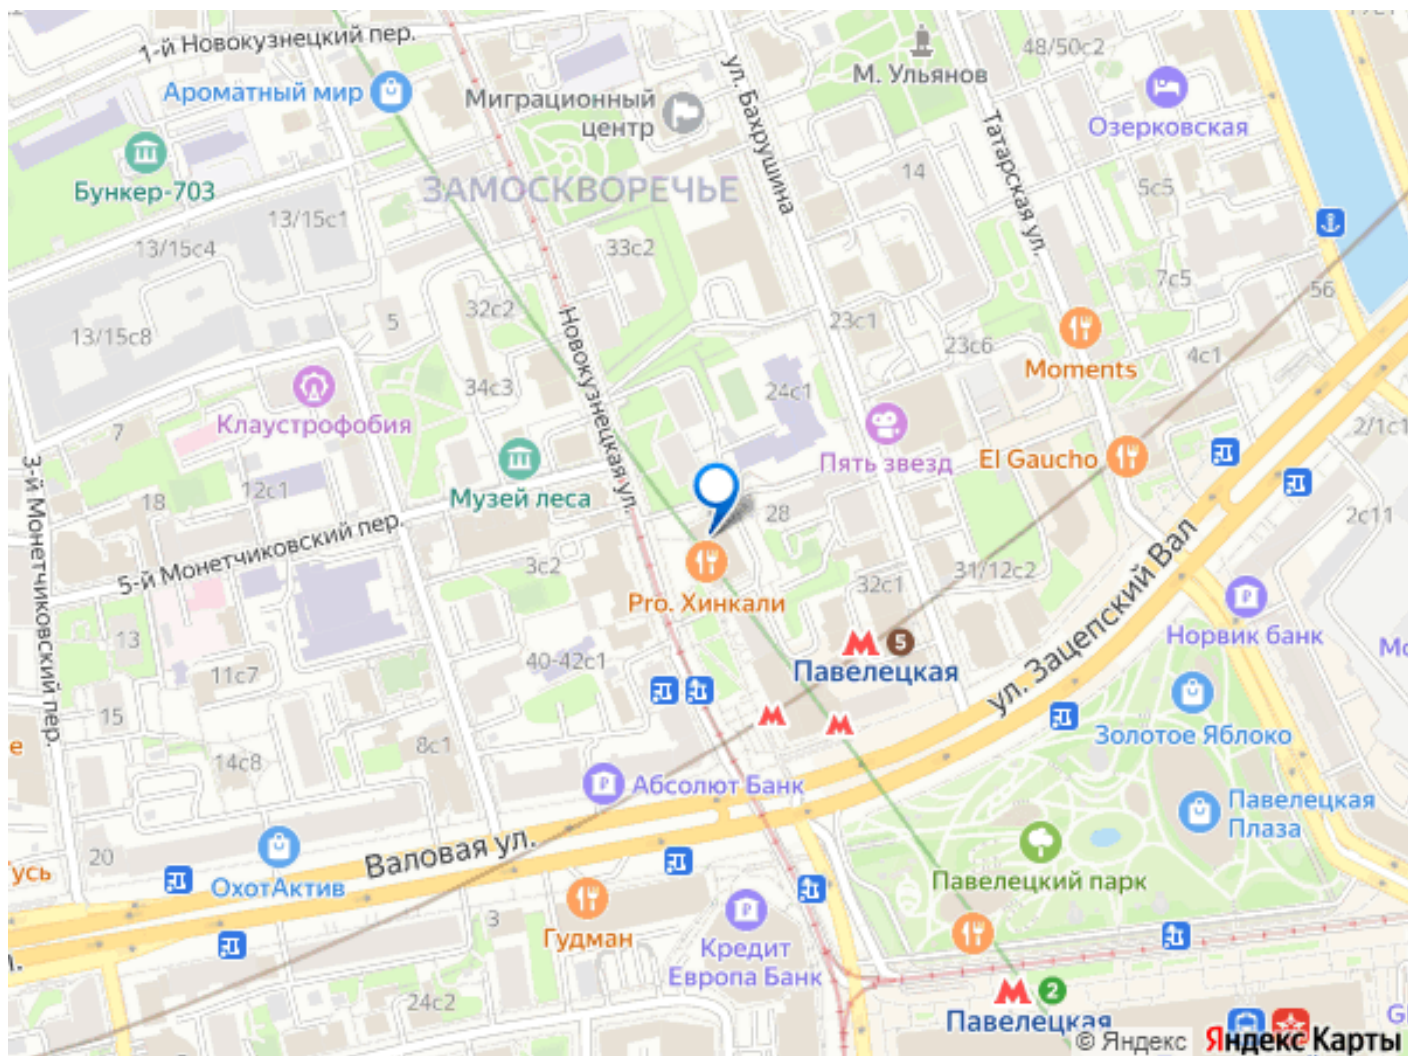 1-й Новокузнецкий пер.
Ароматный мир
Миграционный
центр
ул. Бахрушина
М. Ульянов
48/50с2
Озерковская
Татарская ул.
Бункер-703
ЗАМОСКВОРЕЧЬЕ
14
5с5
13/15с1
13/15с4
33с2
7с5
56
32с2
5
13/15с8
Новокузнецкая ул.
23с1
23с6
4с1
Moments
34с3
24с1
Клаустрофобия
7
2/1с1
Пять звезд
El Gaucho
3-й Монетчиковский пер.
12с1
18
Музей леса
28
2с11
5-й Монетчиковский пер.
3с2
31/12с2
32с1
ул. Зацепский Вал
Pro. Хинкали
Норвик банк
13
5
Павелецкая
40-42с1
11с7
15
8с1
14с8
Золотое Яблоко
Абсолют Банк
Павелецкая
Плаза
Валовая ул.
20
ОхотАктив
Павелецкий парк
3
Гудман
Кредит
Европа Банк
24с2
2
Павелецкая
© Яндекс Яндекс Карты